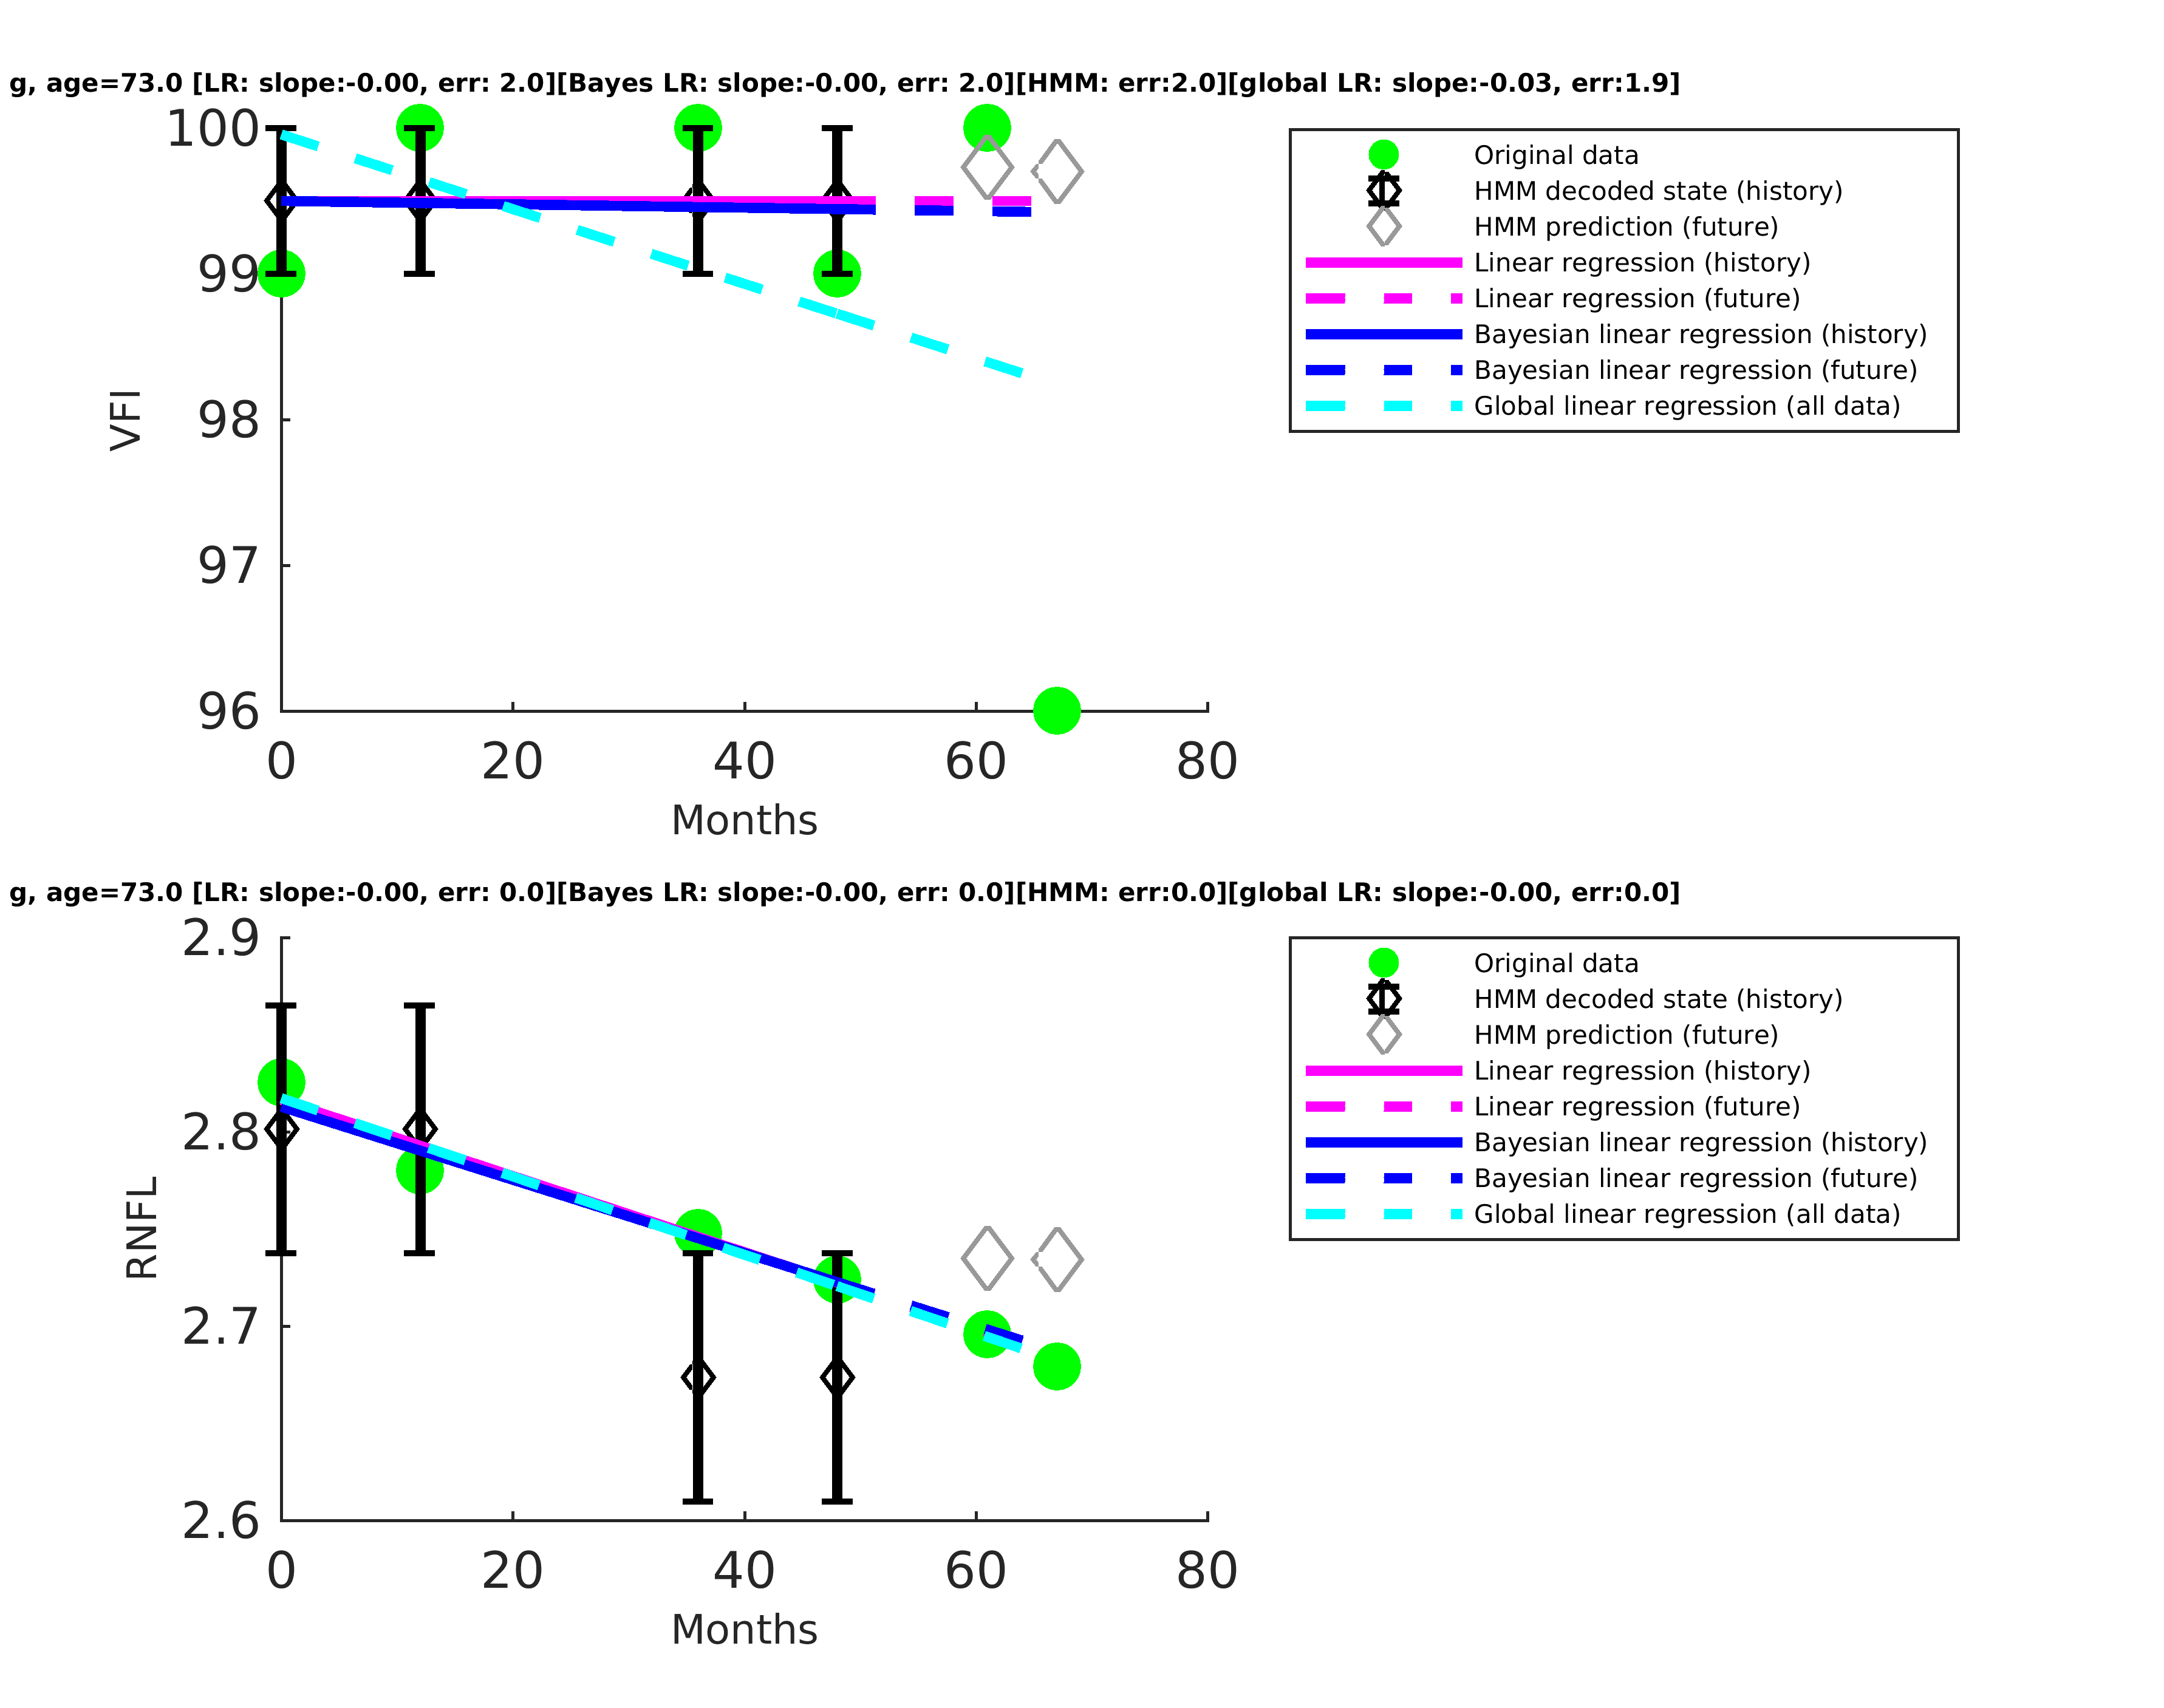 g, age=73.0 [LR: slope:-0.00, err: 2.0][Bayes LR: slope:-0.00, err: 2.0][HMM: err:2.0][global LR: slope:-0.03, err:1.9]
100
99
98
97
96
VFI
0 20 40 60 80
Months
Original data
HMM decoded state (history)
HMM prediction (future)
Linear regression (history)
Linear regression (future)
Bayesian linear regression (history)
Bayesian linear regression (future)
Global linear regression (all data)
g, age=73.0 [LR: slope:-0.00, err: 0.0][Bayes LR: slope:-0.00, err: 0.0][HMM: err:0.0][global LR: slope:-0.00, err:0.0]
2.9
2.8
2.7
2.6
RNFL
0 20 40 60 80
Months
Original data
HMM decoded state (history)
HMM prediction (future)
Linear regression (history)
Linear regression (future)
Bayesian linear regression (history)
Bayesian linear regression (future)
Global linear regression (all data)